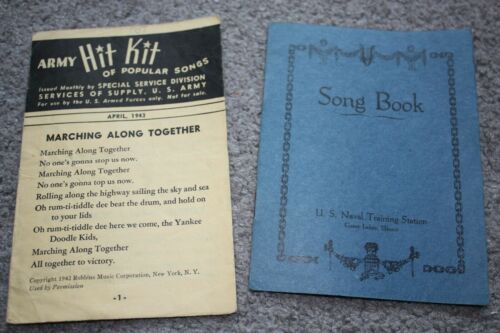 ARMY Hit Kit
OF POPULAR SONGS
Issued Monthly by SPECIAL SERVICE DIVISION
SERVICES OF SUPPLY, U. S. ARMY
For use by the U. S. Armed Forces only. Not for sale.
APRIL, 1943
MARCHING ALONG TOGETHER
Marching Along Together
No one's gonna stop us now.
Marching Along Together
No one's gonna top us now.
Rolling along the highway sailing the sky and sea
Oh rum-ti-tiddle dee beat the drum, and hold on
to your lids
Oh rum-ti-tiddle dee here we come, the Yankee
Doodle Kids,
Marching Along Together
All together to victory.
Copyright 1942 Robbins Music Corporation, New York, N. Y.
Used by Permission
-1-
Song Book
U. S. Naval Training Station
Great Lakes, Illinois